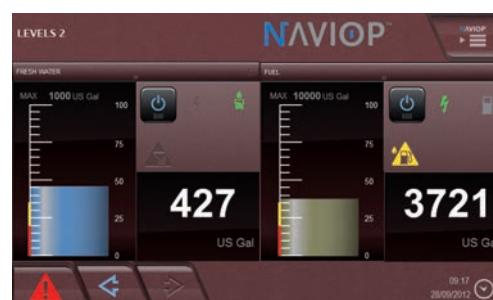 LEVELS 2
NAVIOP™
NAVIOP
FRESH WATER
FUEL
MAX 1000 US Gal
100
75
50
25
0
427
US Gal
MAX 10000 US Gal
100
75
50
25
0
3721
US Ga
09:17
28/09/2012